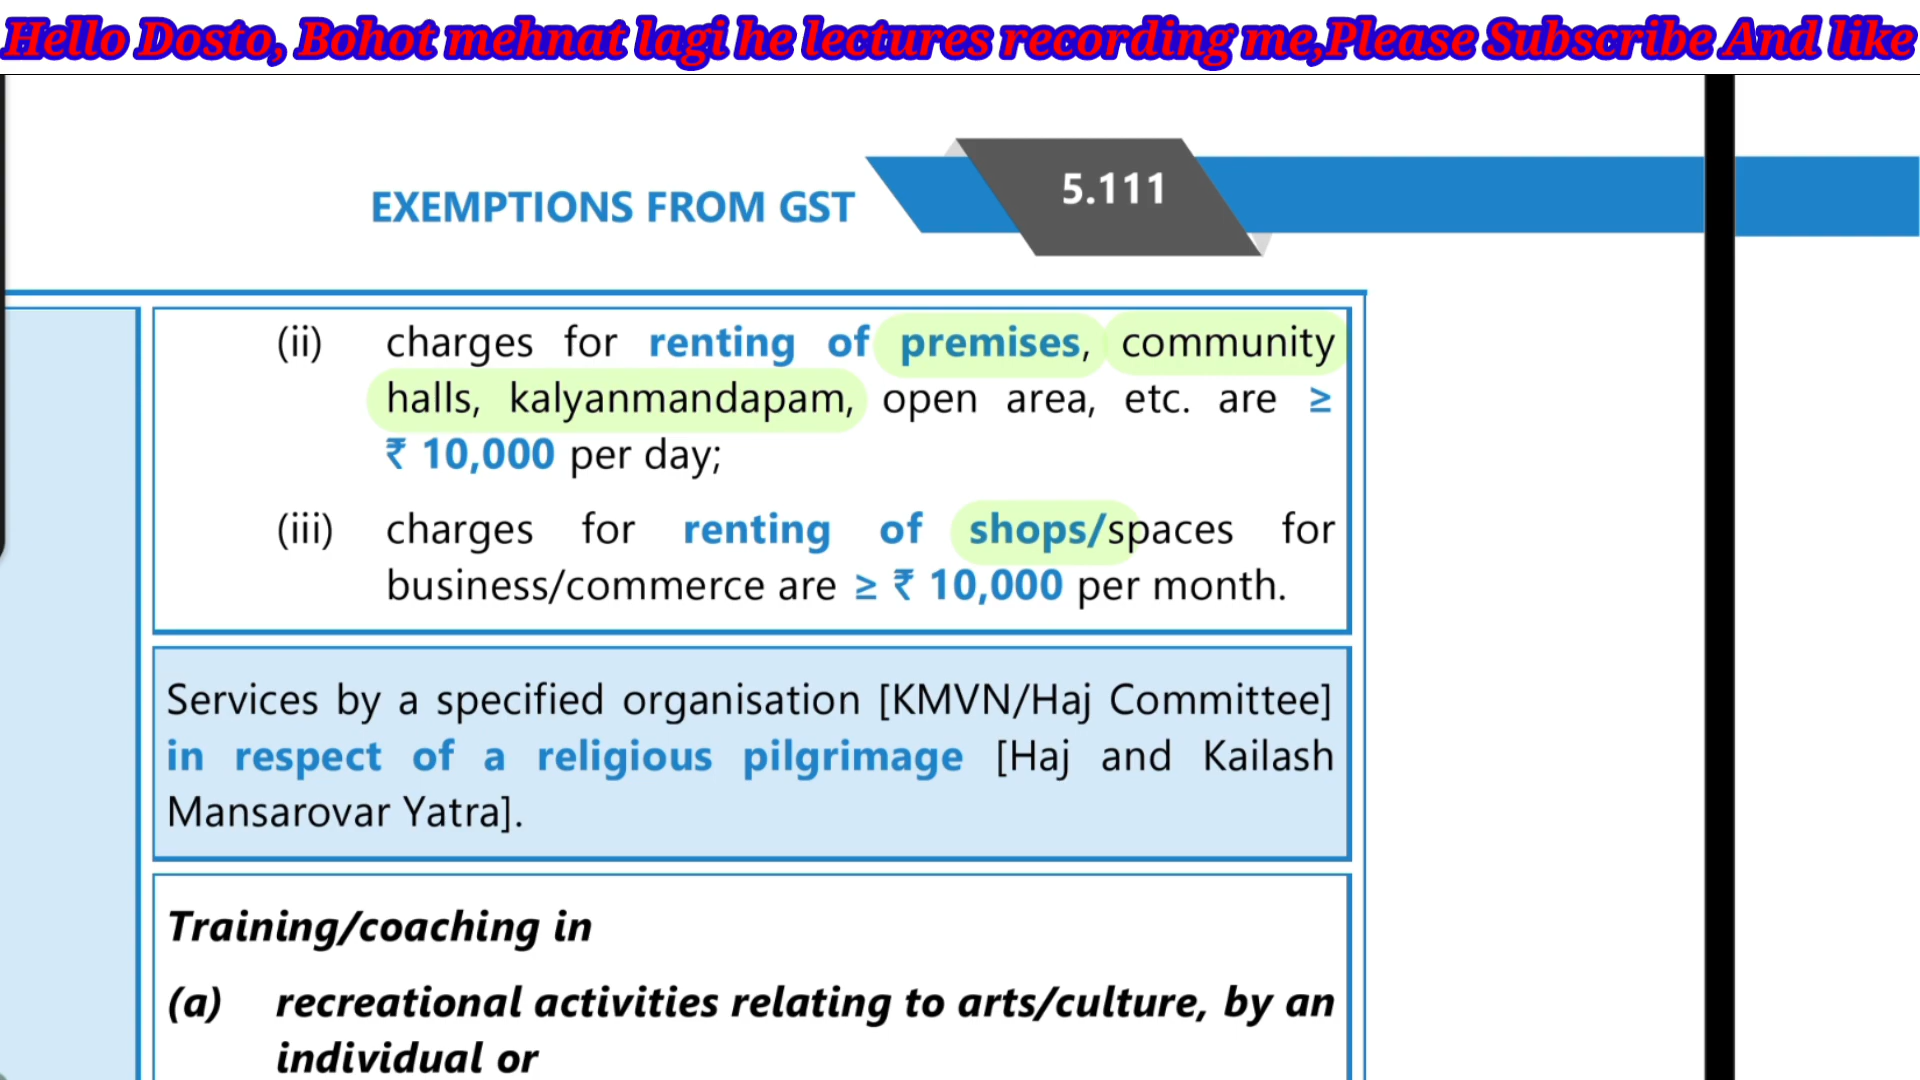 Hello Dosto, Bohot mehnat lagi he lectures recording me,Please Subscribe And like
EXEMPTIONS FROM GST
5.111
(ii) charges for renting of premises, community
halls, kalyanmandapam, open area, etc. are ≥
₹ 10,000 per day;
(iii) charges for renting of shops/spaces for
business/commerce are ≥ ₹ 10,000 per month.
Services by a specified organisation [KMVN/Haj Committee]
in respect of a religious pilgrimage [Haj and Kailash
Mansarovar Yatra].
Training/coaching in
(a) recreational activities relating to arts/culture, by an
individual or